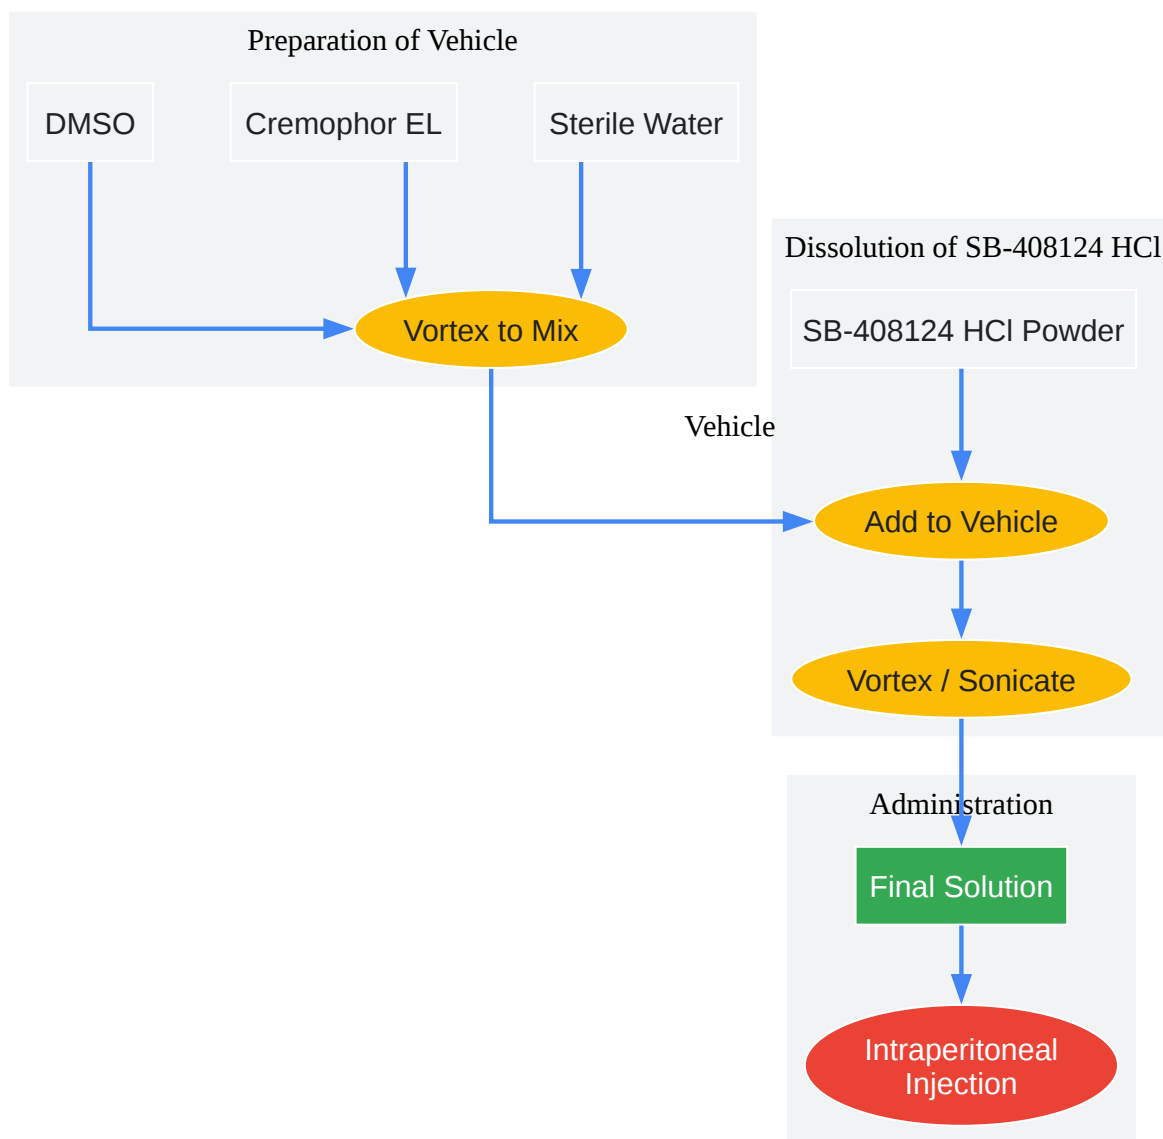 Preparation of Vehicle
DMSO
Cremophor EL
Sterile Water
Vortex to Mix
Dissolution of SB-408124 HCl
SB-408124 HCl Powder
Vehicle
Add to Vehicle
Vortex / Sonicate
Administration
Final Solution
Intraperitoneal
Injection